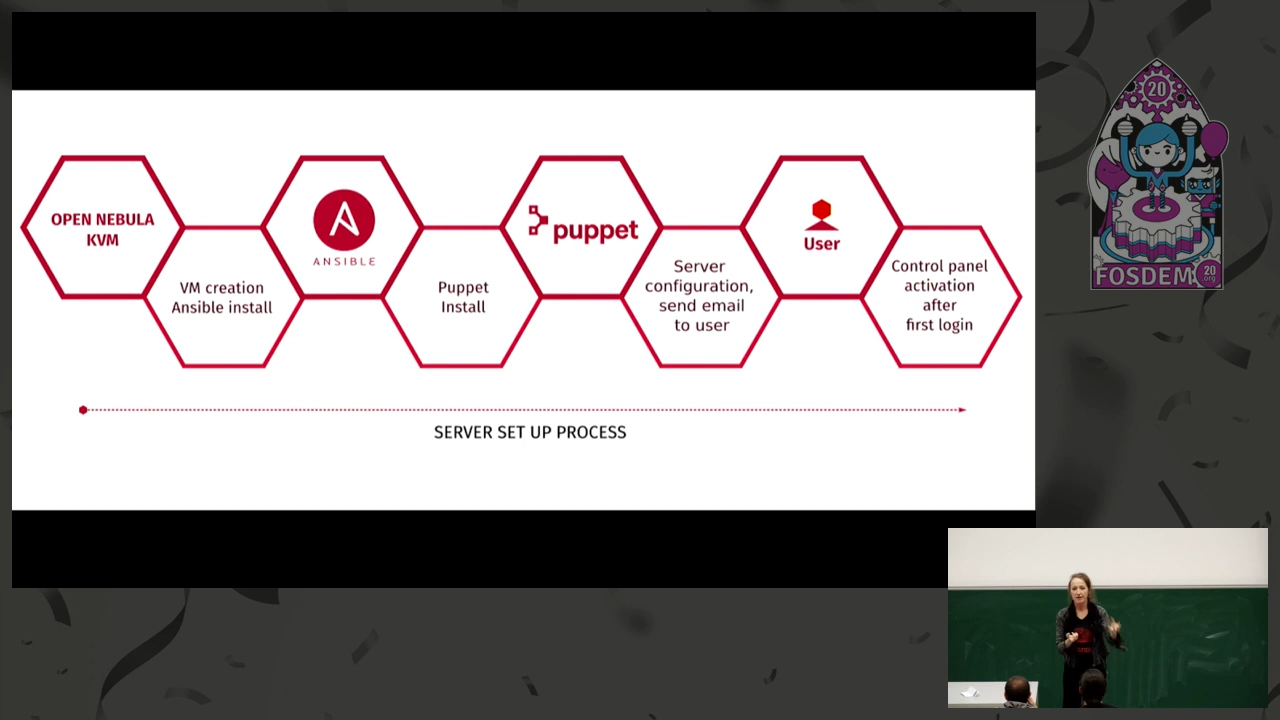 OPEN NEBULA
KVM
VM creation
Ansible install
ANSIBLE
Puppet
Install
puppet
Server
configuration,
send email
to user
User
Control panel
activation
after
first login
SERVER SET UP PROCESS
20
FOSDEM
20
.org